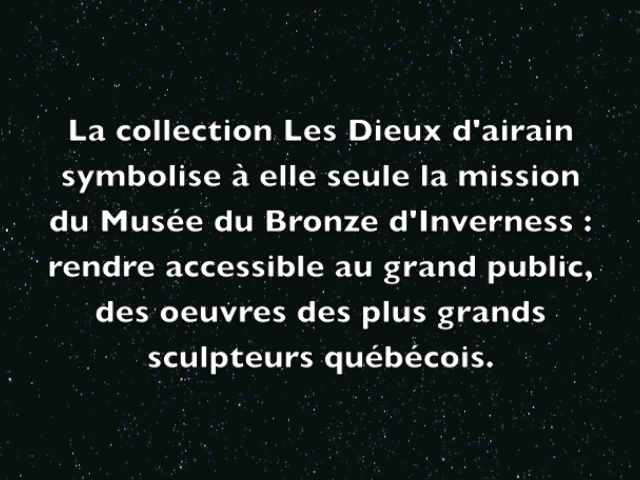 La collection Les Dieux d'airain
symbolise à elle seule la mission
du Musée du Bronze d'Inverness :
rendre accessible au grand public,
des oeuvres des plus grands
sculpteurs québécois.